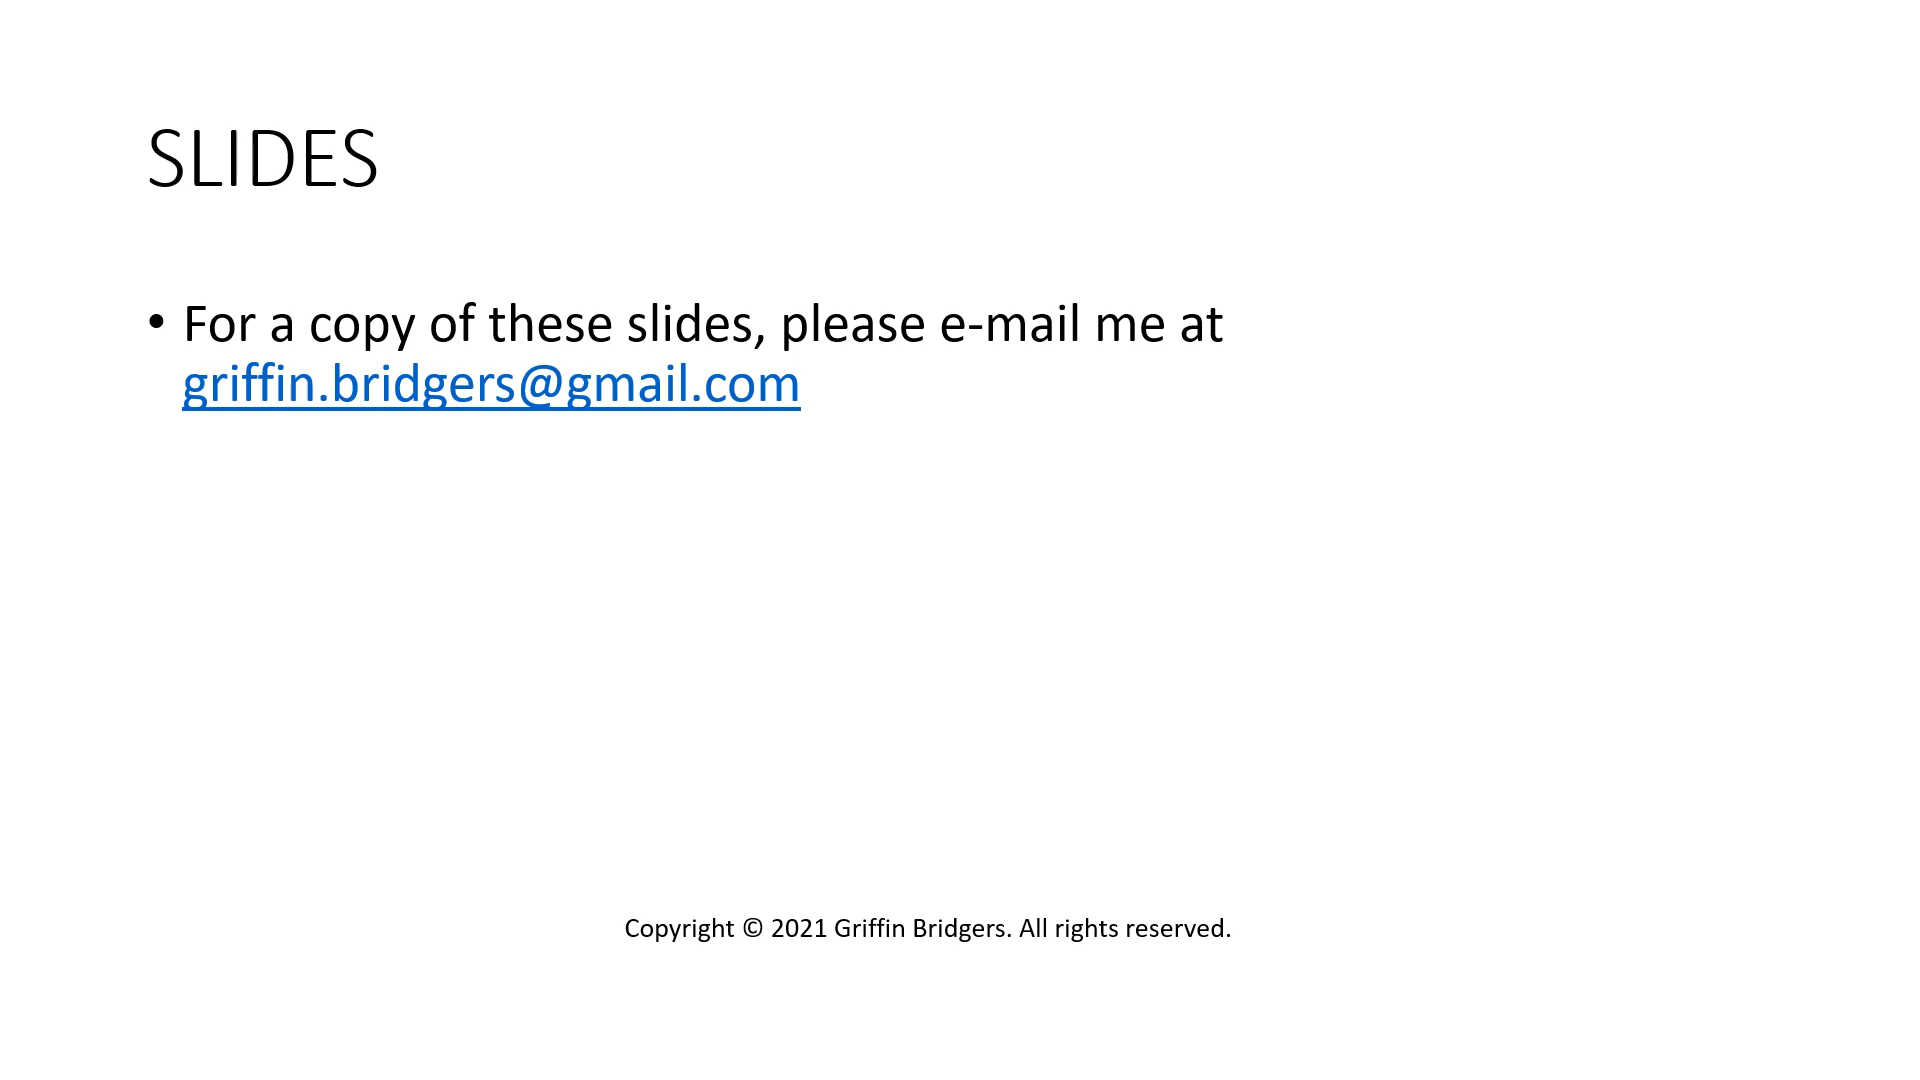 SLIDES
• For a copy of these slides, please e-mail me at
griffin.bridgers@gmail.com
Copyright © 2021 Griffin Bridgers. All rights reserved.